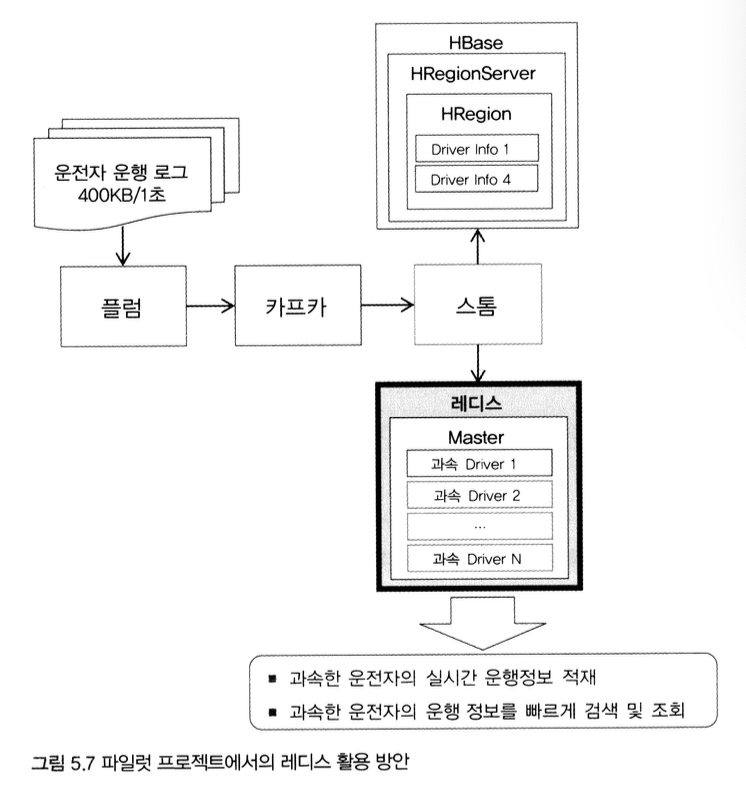 HBase
HRegionServer
HRegion
Driver Info 1
Driver Info 4
운전자 운행 로그
400KB/1초
플럼
카프카
스톰
레디스
Master
과속 Driver 1
과속 Driver 2
...
과속 Driver N
■ 과속한 운전자의 실시간 운행정보 적재
■ 과속한 운전자의 운행 정보를 빠르게 검색 및 조회
그림 5.7 파일럿 프로젝트에서의 레디스 활용 방안